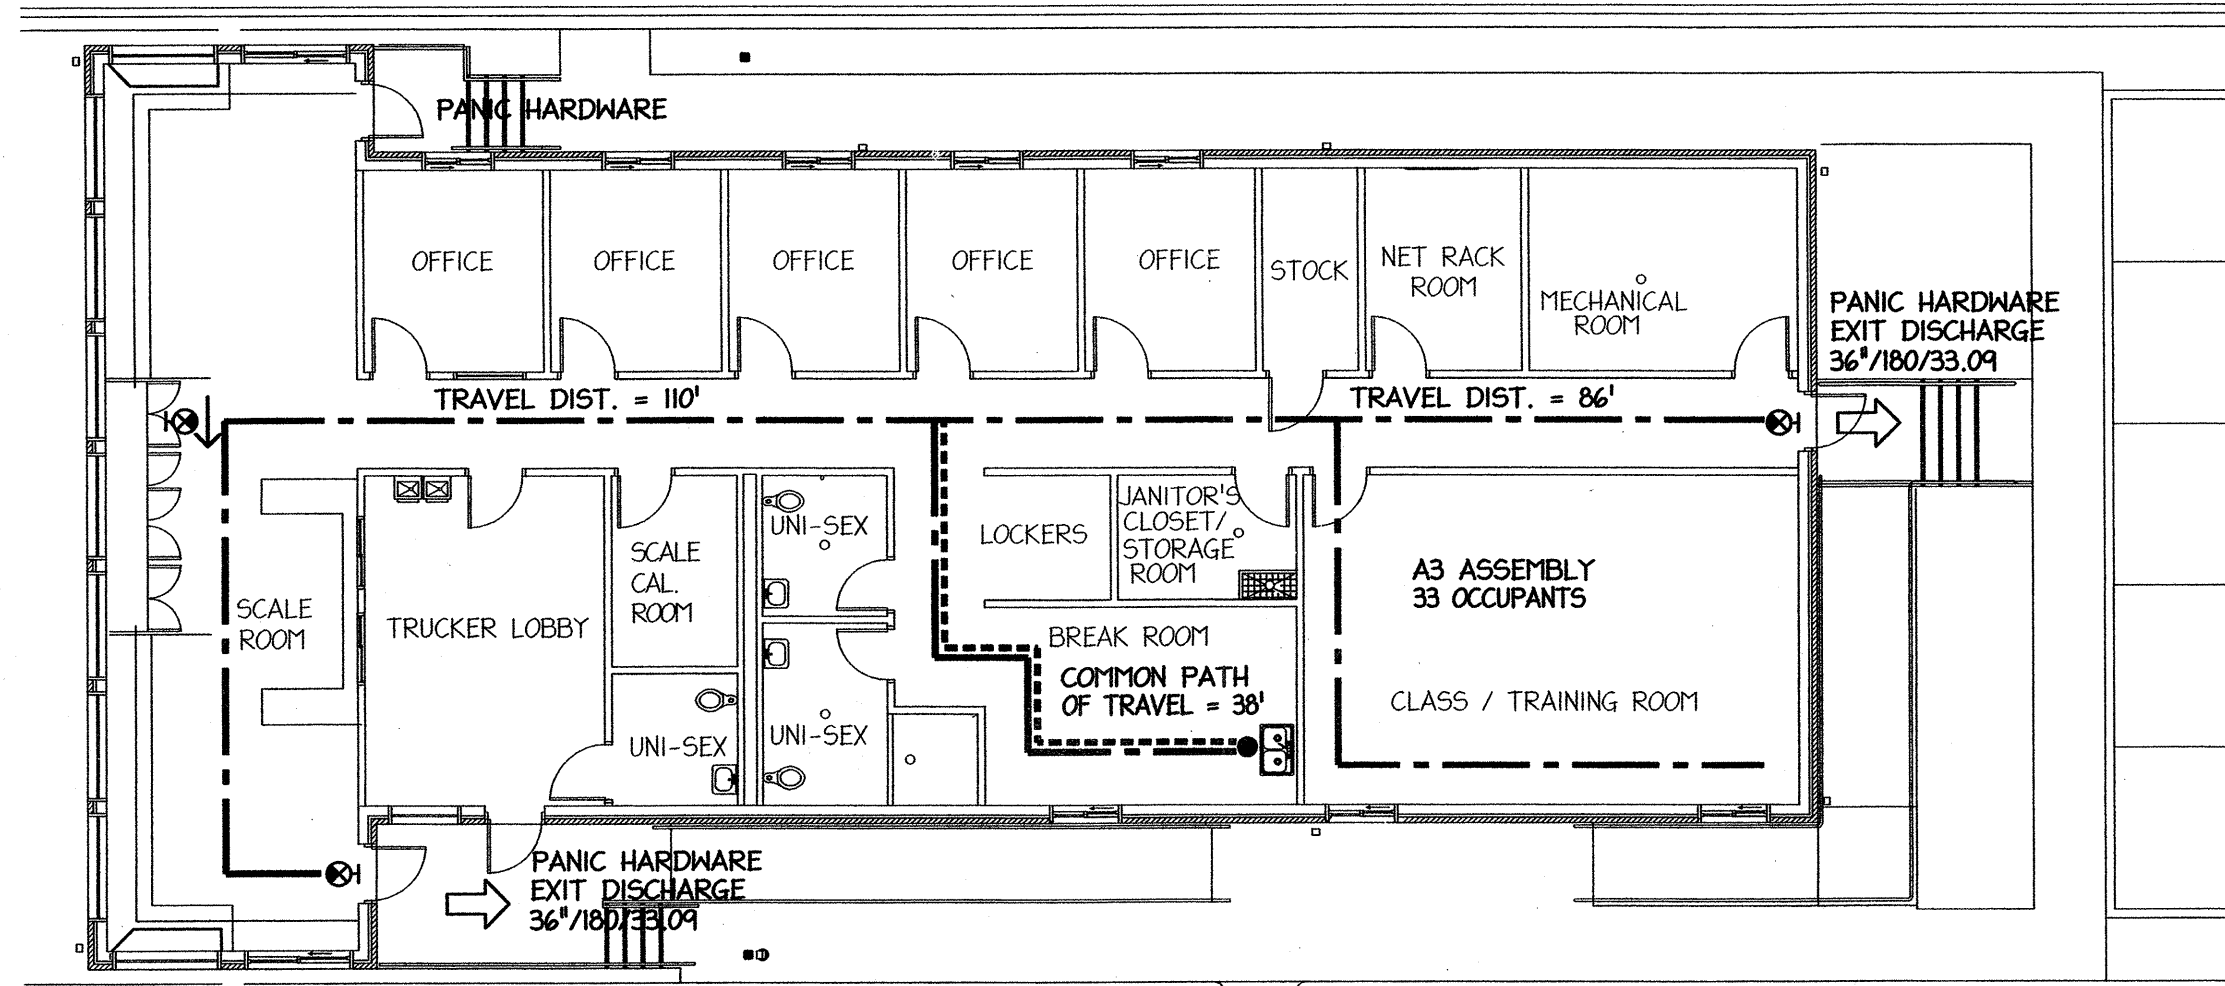 PANIC HARDWARE
OFFICE
OFFICE
OFFICE
OFFICE
OFFICE
STOCK
NET RACK
ROOM
MECHANICAL
ROOM
PANIC HARDWARE
EXIT DISCHARGE
36"/180/33.09
TRAVEL DIST. = 110'
TRAVEL DIST. = 86'
SCALE
ROOM
TRUCKER LOBBY
SCALE
CAL.
ROOM
UNI-SEX
UNI-SEX
UNI-SEX
LOCKERS
JANITOR'S
CLOSET/
STORAGE
ROOM
BREAK ROOM
COMMON PATH
OF TRAVEL = 38'
A3 ASSEMBLY
33 OCCUPANTS
CLASS / TRAINING ROOM
PANIC HARDWARE
EXIT DISCHARGE
36"/180/33.09